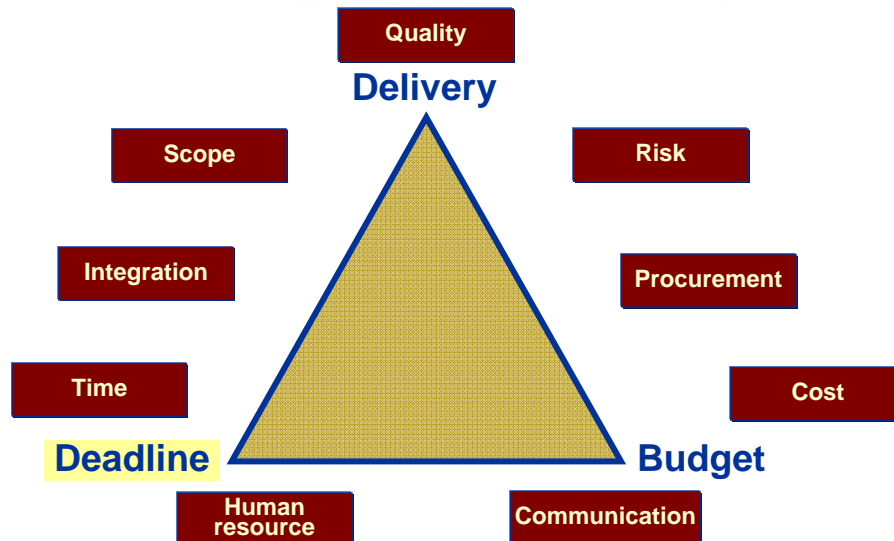 Quality
Delivery
Scope
Risk
Integration
Procurement
Time
Cost
Deadline
Budget
Human
resource
Communication